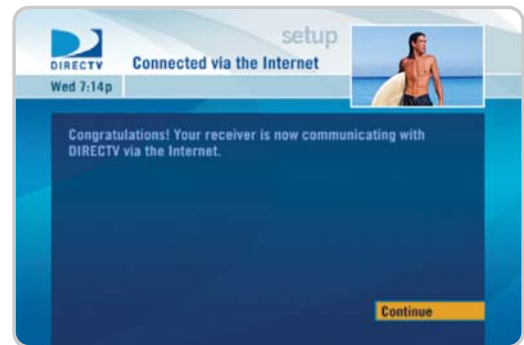 setup
DIRECTV
Connected via the Internet
Wed 7:14p
Congratulations! Your receiver is now communicating with
DIRECTV via the Internet.
Continue